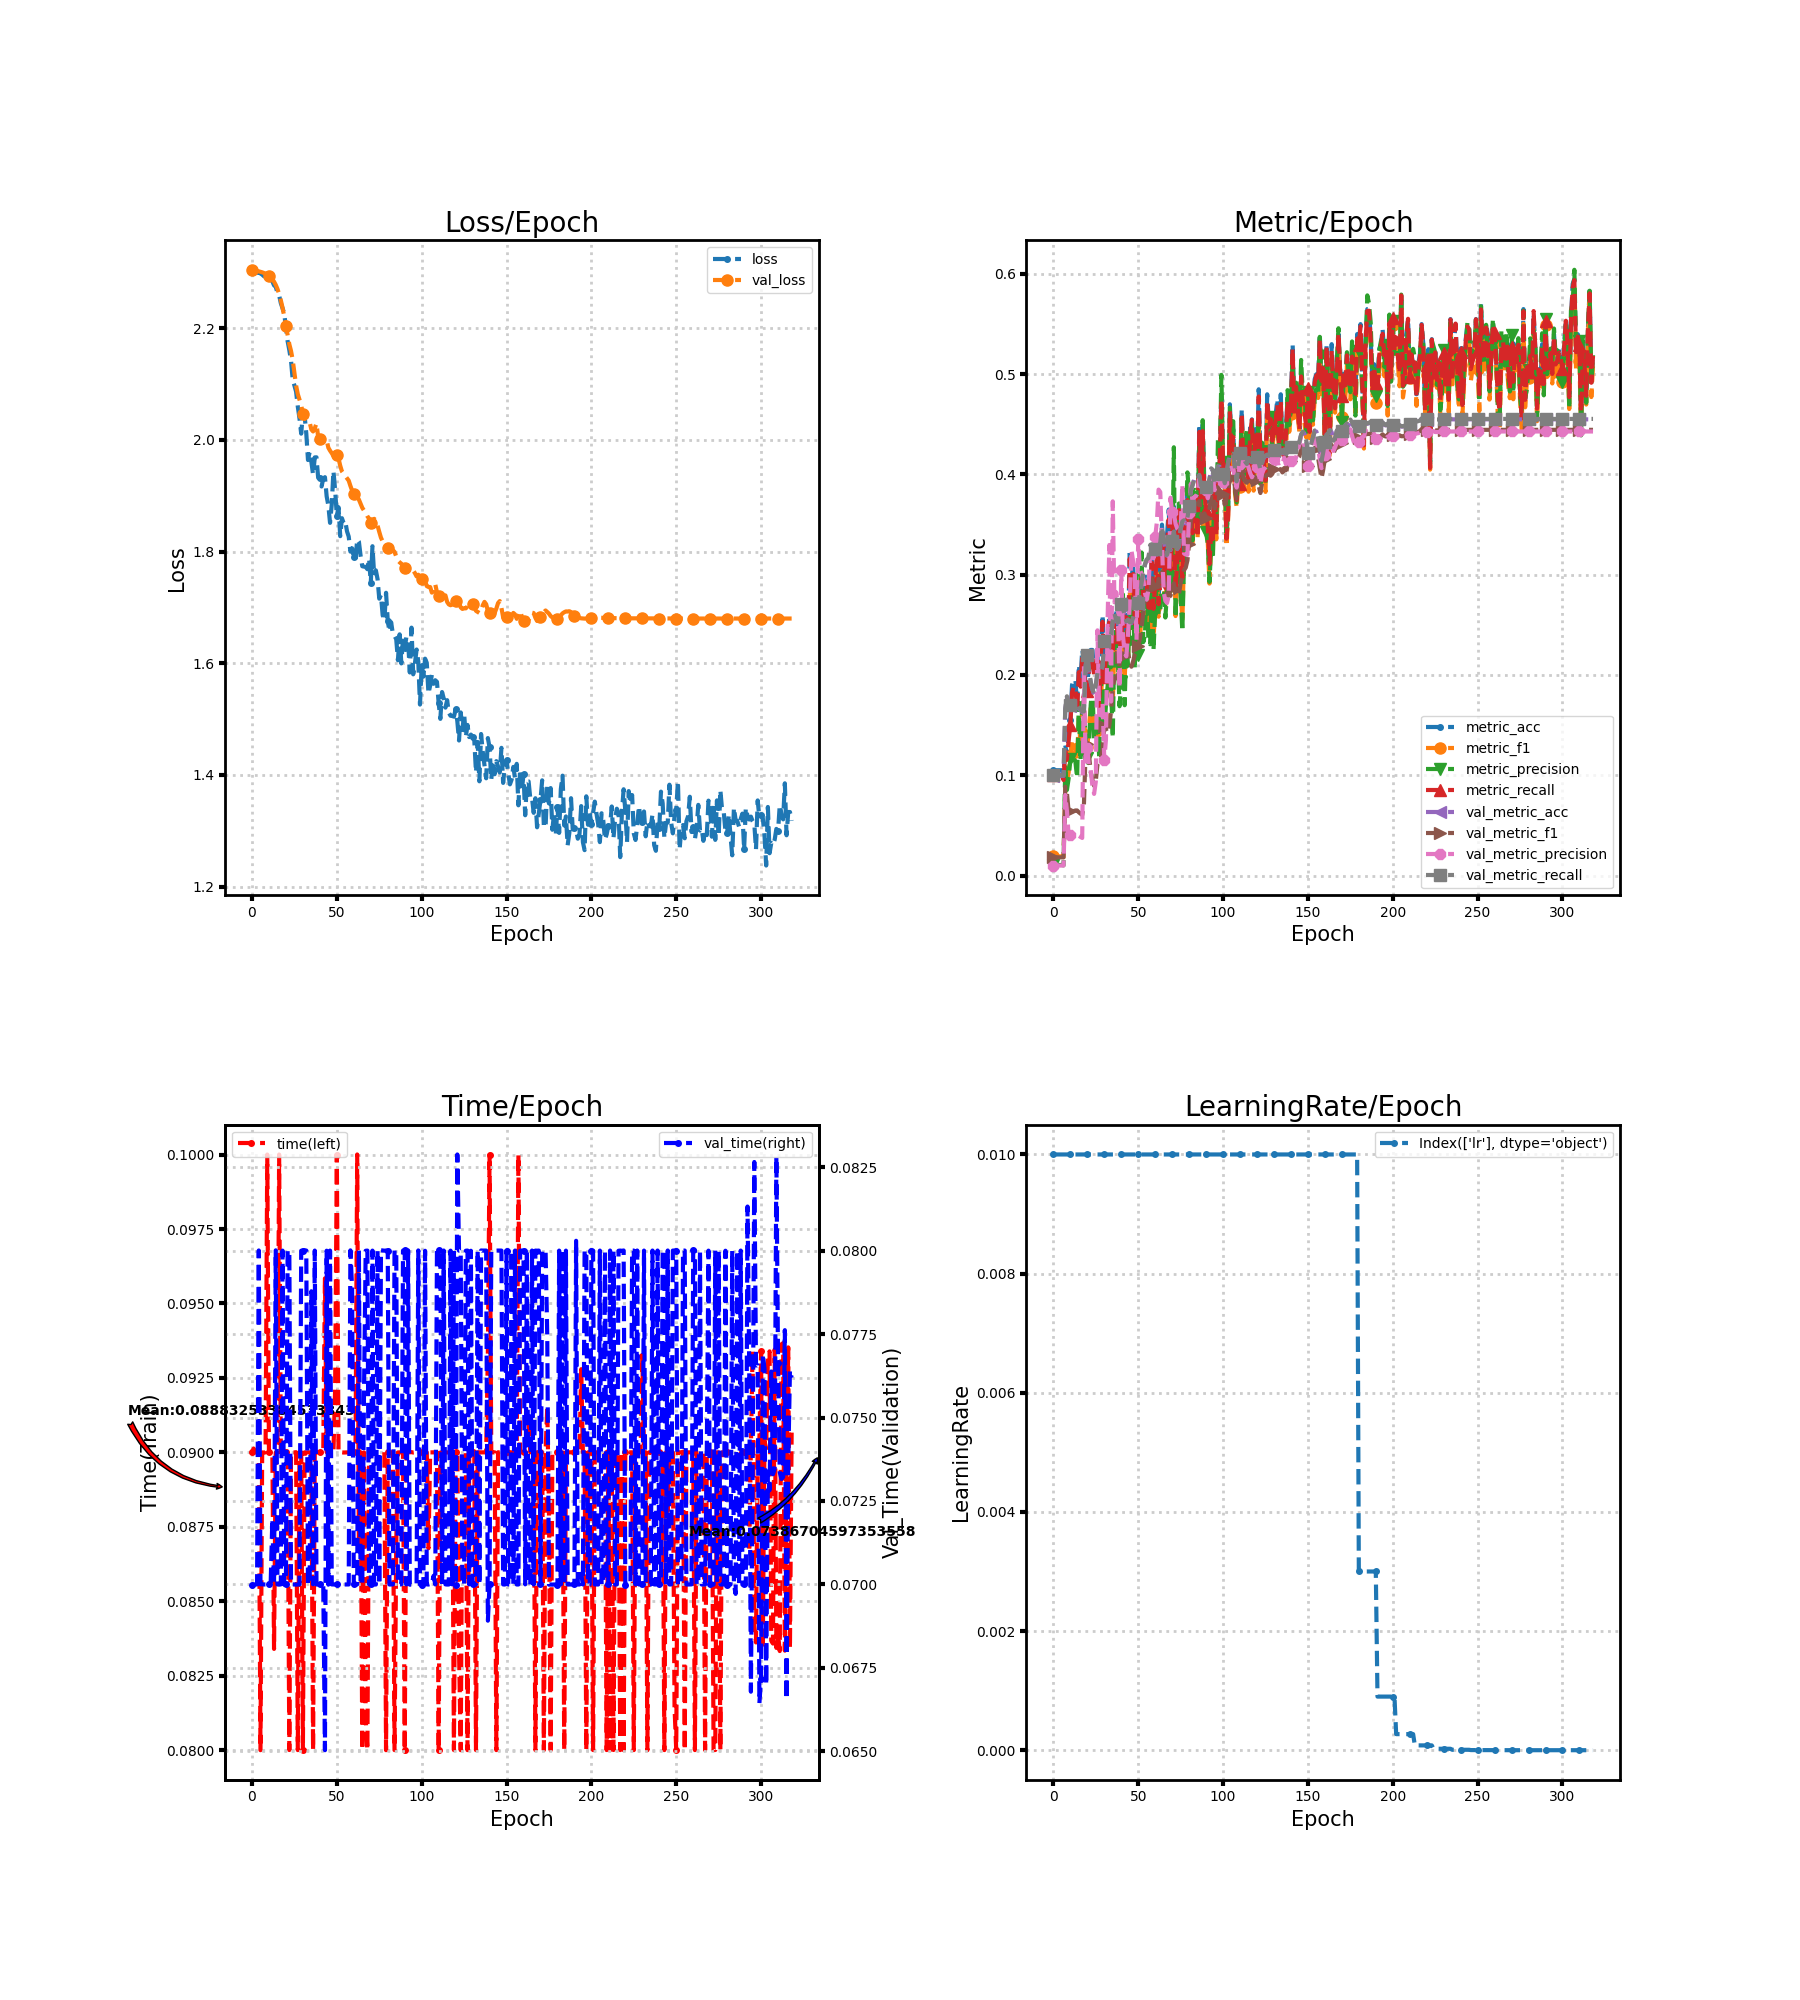 Loss/Epoch
loss
val_loss
2.2
2.0
1.8
1.6
1.4
1.2
Loss
0 50 100 150 200 250 300
Epoch
Metric/Epoch
0.6
0.5
0.4
0.3
0.2
0.1
0.0
Metric
metric_acc
metric_f1
metric_precision
metric_recall
val_metric_acc
val_metric_f1
val_metric_precision
val_metric_recall
0 50 100 150 200 250 300
Epoch
Time/Epoch
time(left)
val_time(right)
0.1000
0.0975
0.0950
0.0925
0.0900
0.0875
0.0850
0.0825
0.0800
Time(Train)
0.0825
0.0800
0.0775
0.0750
0.0725
0.0700
0.0675
0.0650
Val_Time(Validation)
Mean:0.07386704597353558
0 50 100 150 200 250 300
Epoch
LearningRate/Epoch
Index(['lr'], dtype='object')
0.010
0.008
0.006
0.004
0.002
0.000
LearningRate
0 50 100 150 200 250 300
Epoch